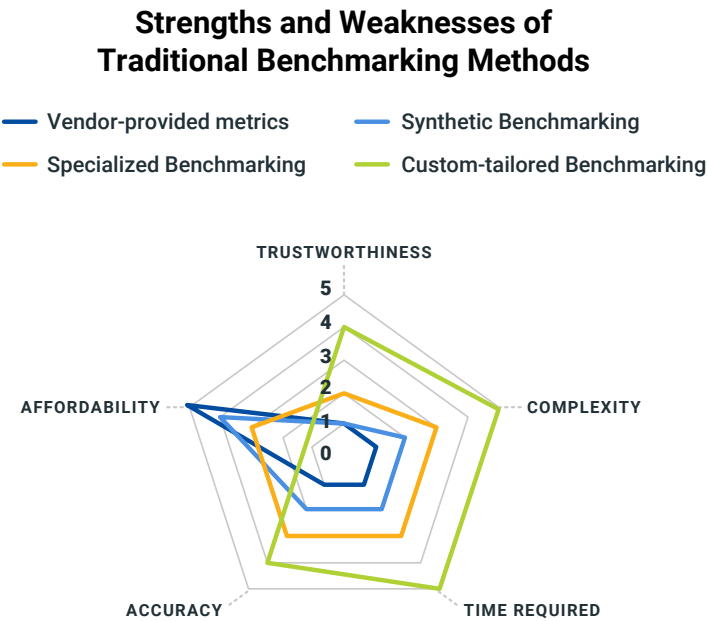 Strengths and Weaknesses of
Traditional Benchmarking Methods
Vendor-provided metrics
Synthetic Benchmarking
Specialized Benchmarking
Custom-tailored Benchmarking
TRUSTWORTHINESS
5
4
3
2
1
0
AFFORDABILITY
COMPLEXITY
ACCURACY
TIME REQUIRED